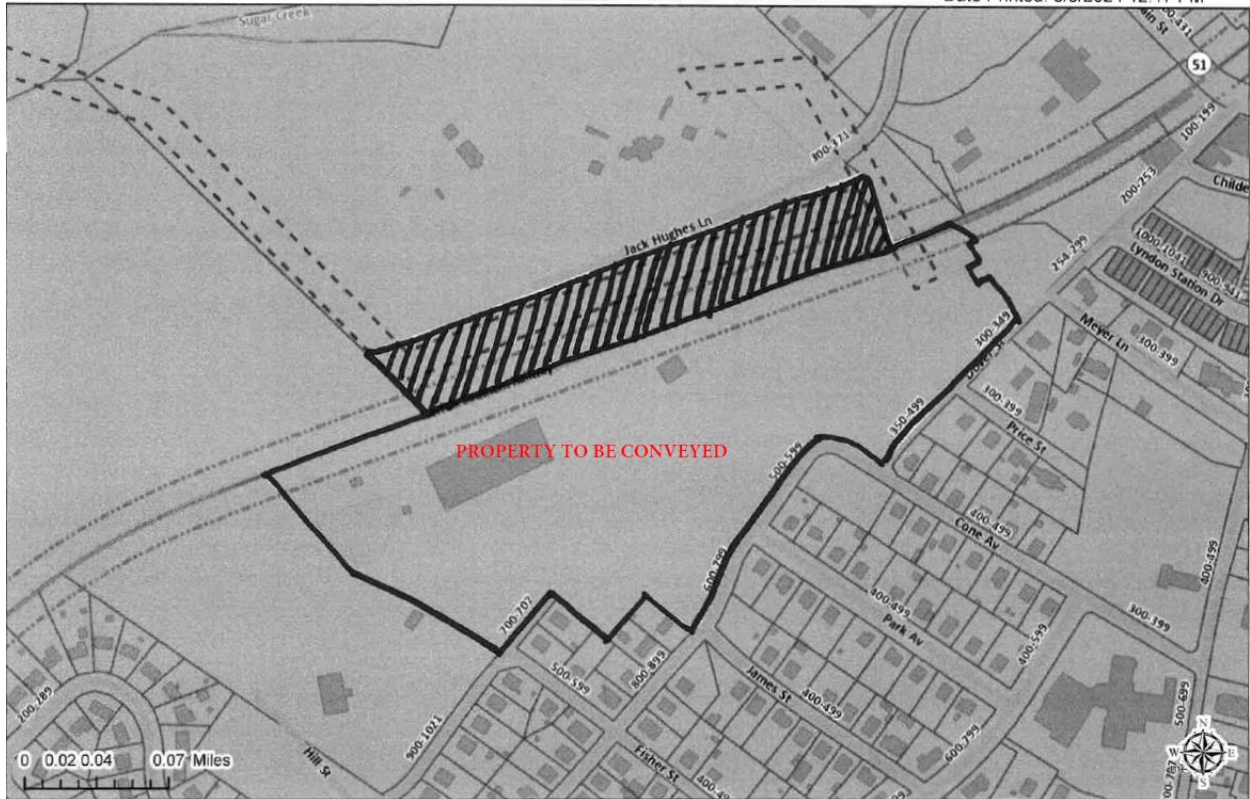 Sugar Creek
51
100-199
300-371
200-253
Childe
Jack Hughes Ln
254-299
1000-1041
900-941
Lyndon Station Dr
Meyer Ln
300-349
300-399
300-399
350-499
Price St
PROPERTY TO BE CONVEYED
500-599
400-499
Cone Av
600-799
400-499
Park Av
400-499
300-399
700-707
400-599
500-599
800-899
James St
400-499
500-699
200-289
900-1021
600-799
Hill St
Fisher St
0 0.02 0.04 0.07 Miles
N
W E
S